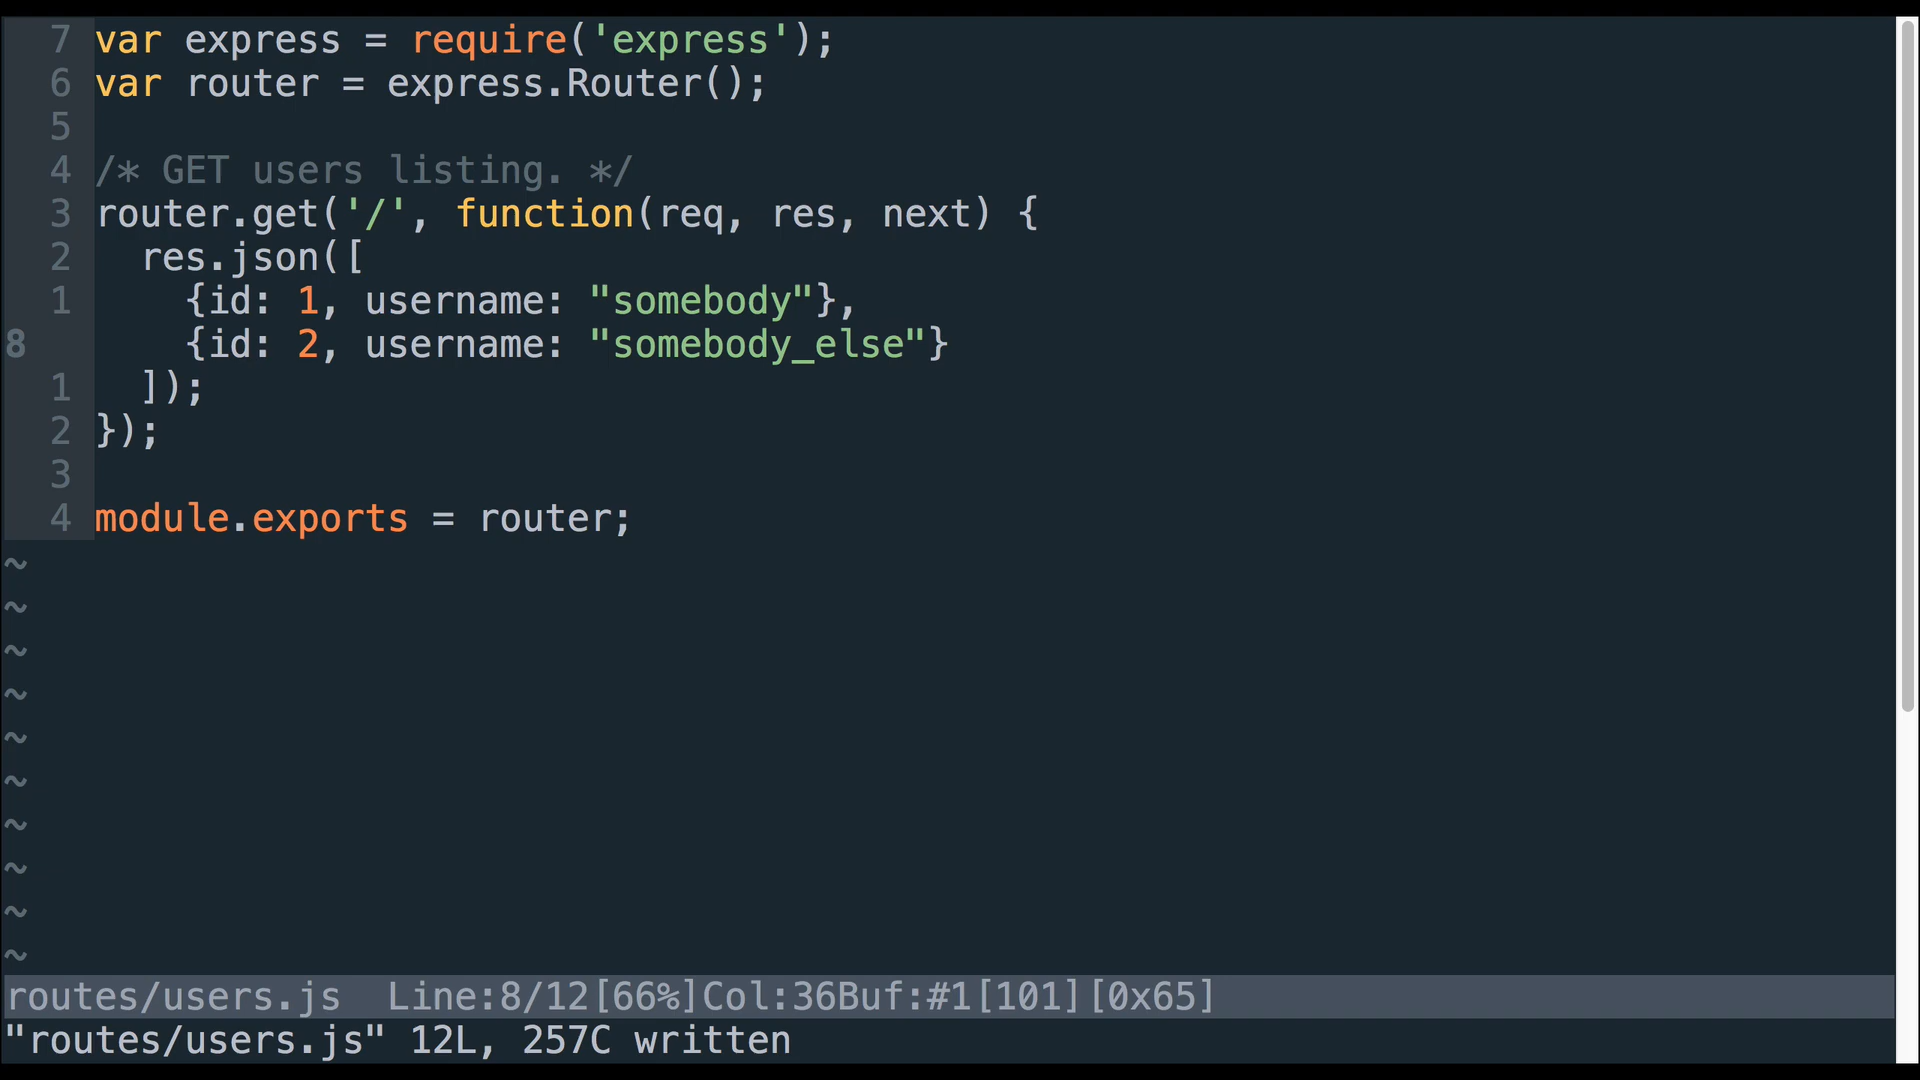 7 var express = require('express');
6 var router = express.Router();
5
4 /* GET users listing. */
3 router.get('/', function(req, res, next) {
2   res.json([
1     {id: 1, username: "somebody"},
8     {id: 2, username: "somebody_else"}
1   ]);
2 });
3
4 module.exports = router;
~
~
~
~
~
~
~
~
~
~
routes/users.js  Line:8/12[66%]Col:36Buf:#1[101][0x65]
"routes/users.js" 12L, 257C written